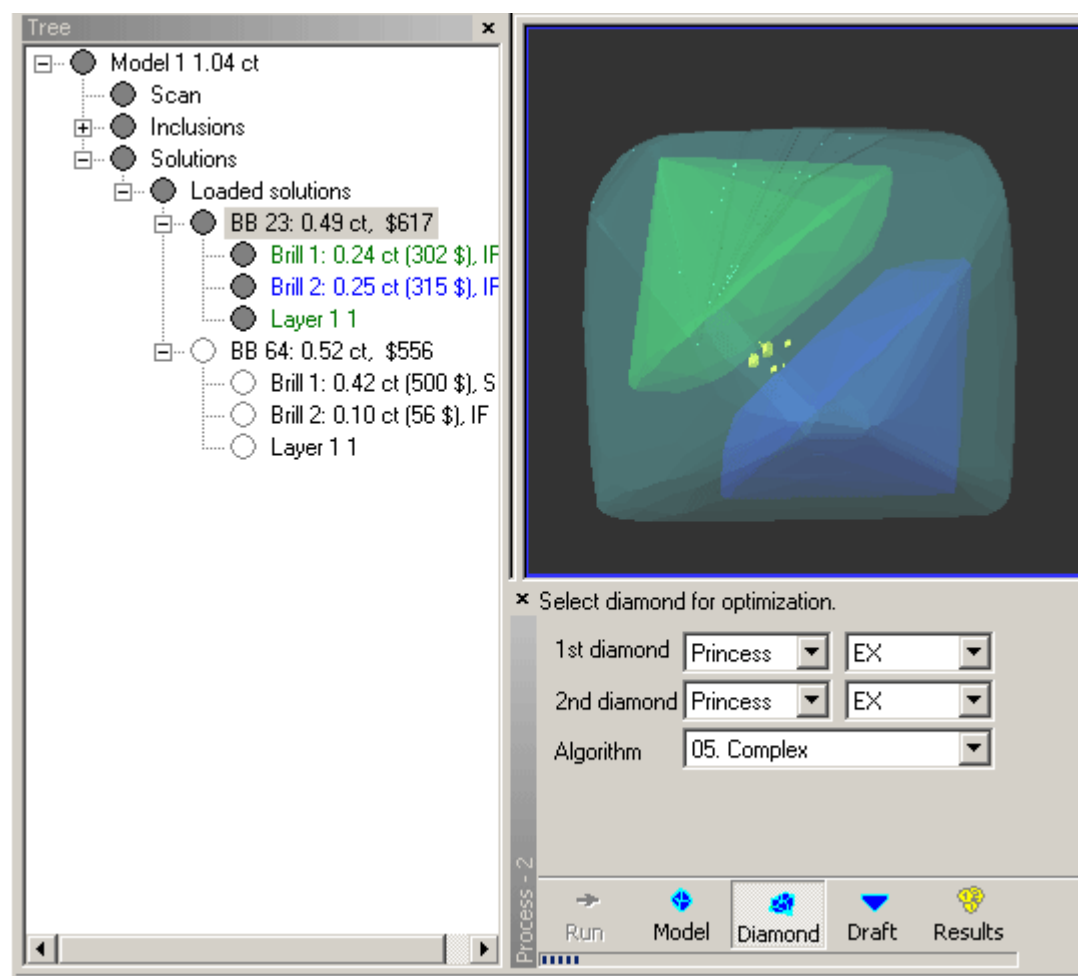 Tree
Model 1 1.04 ct
Scan
Inclusions
Solutions
Loaded solutions
BB 23: 0.49 ct, $617
Brill 1: 0.24 ct (302 $), IF
Brill 2: 0.25 ct (315 $), IF
Layer 1 1
BB 64: 0.52 ct, $556
Brill 1: 0.42 ct (500 $), S
Brill 2: 0.10 ct (56 $), IF
Layer 1 1
Select diamond for optimization.
1st diamond Princess EX
2nd diamond Princess EX
Algorithm 05. Complex
Process - 2
Run Model Diamond Draft Results